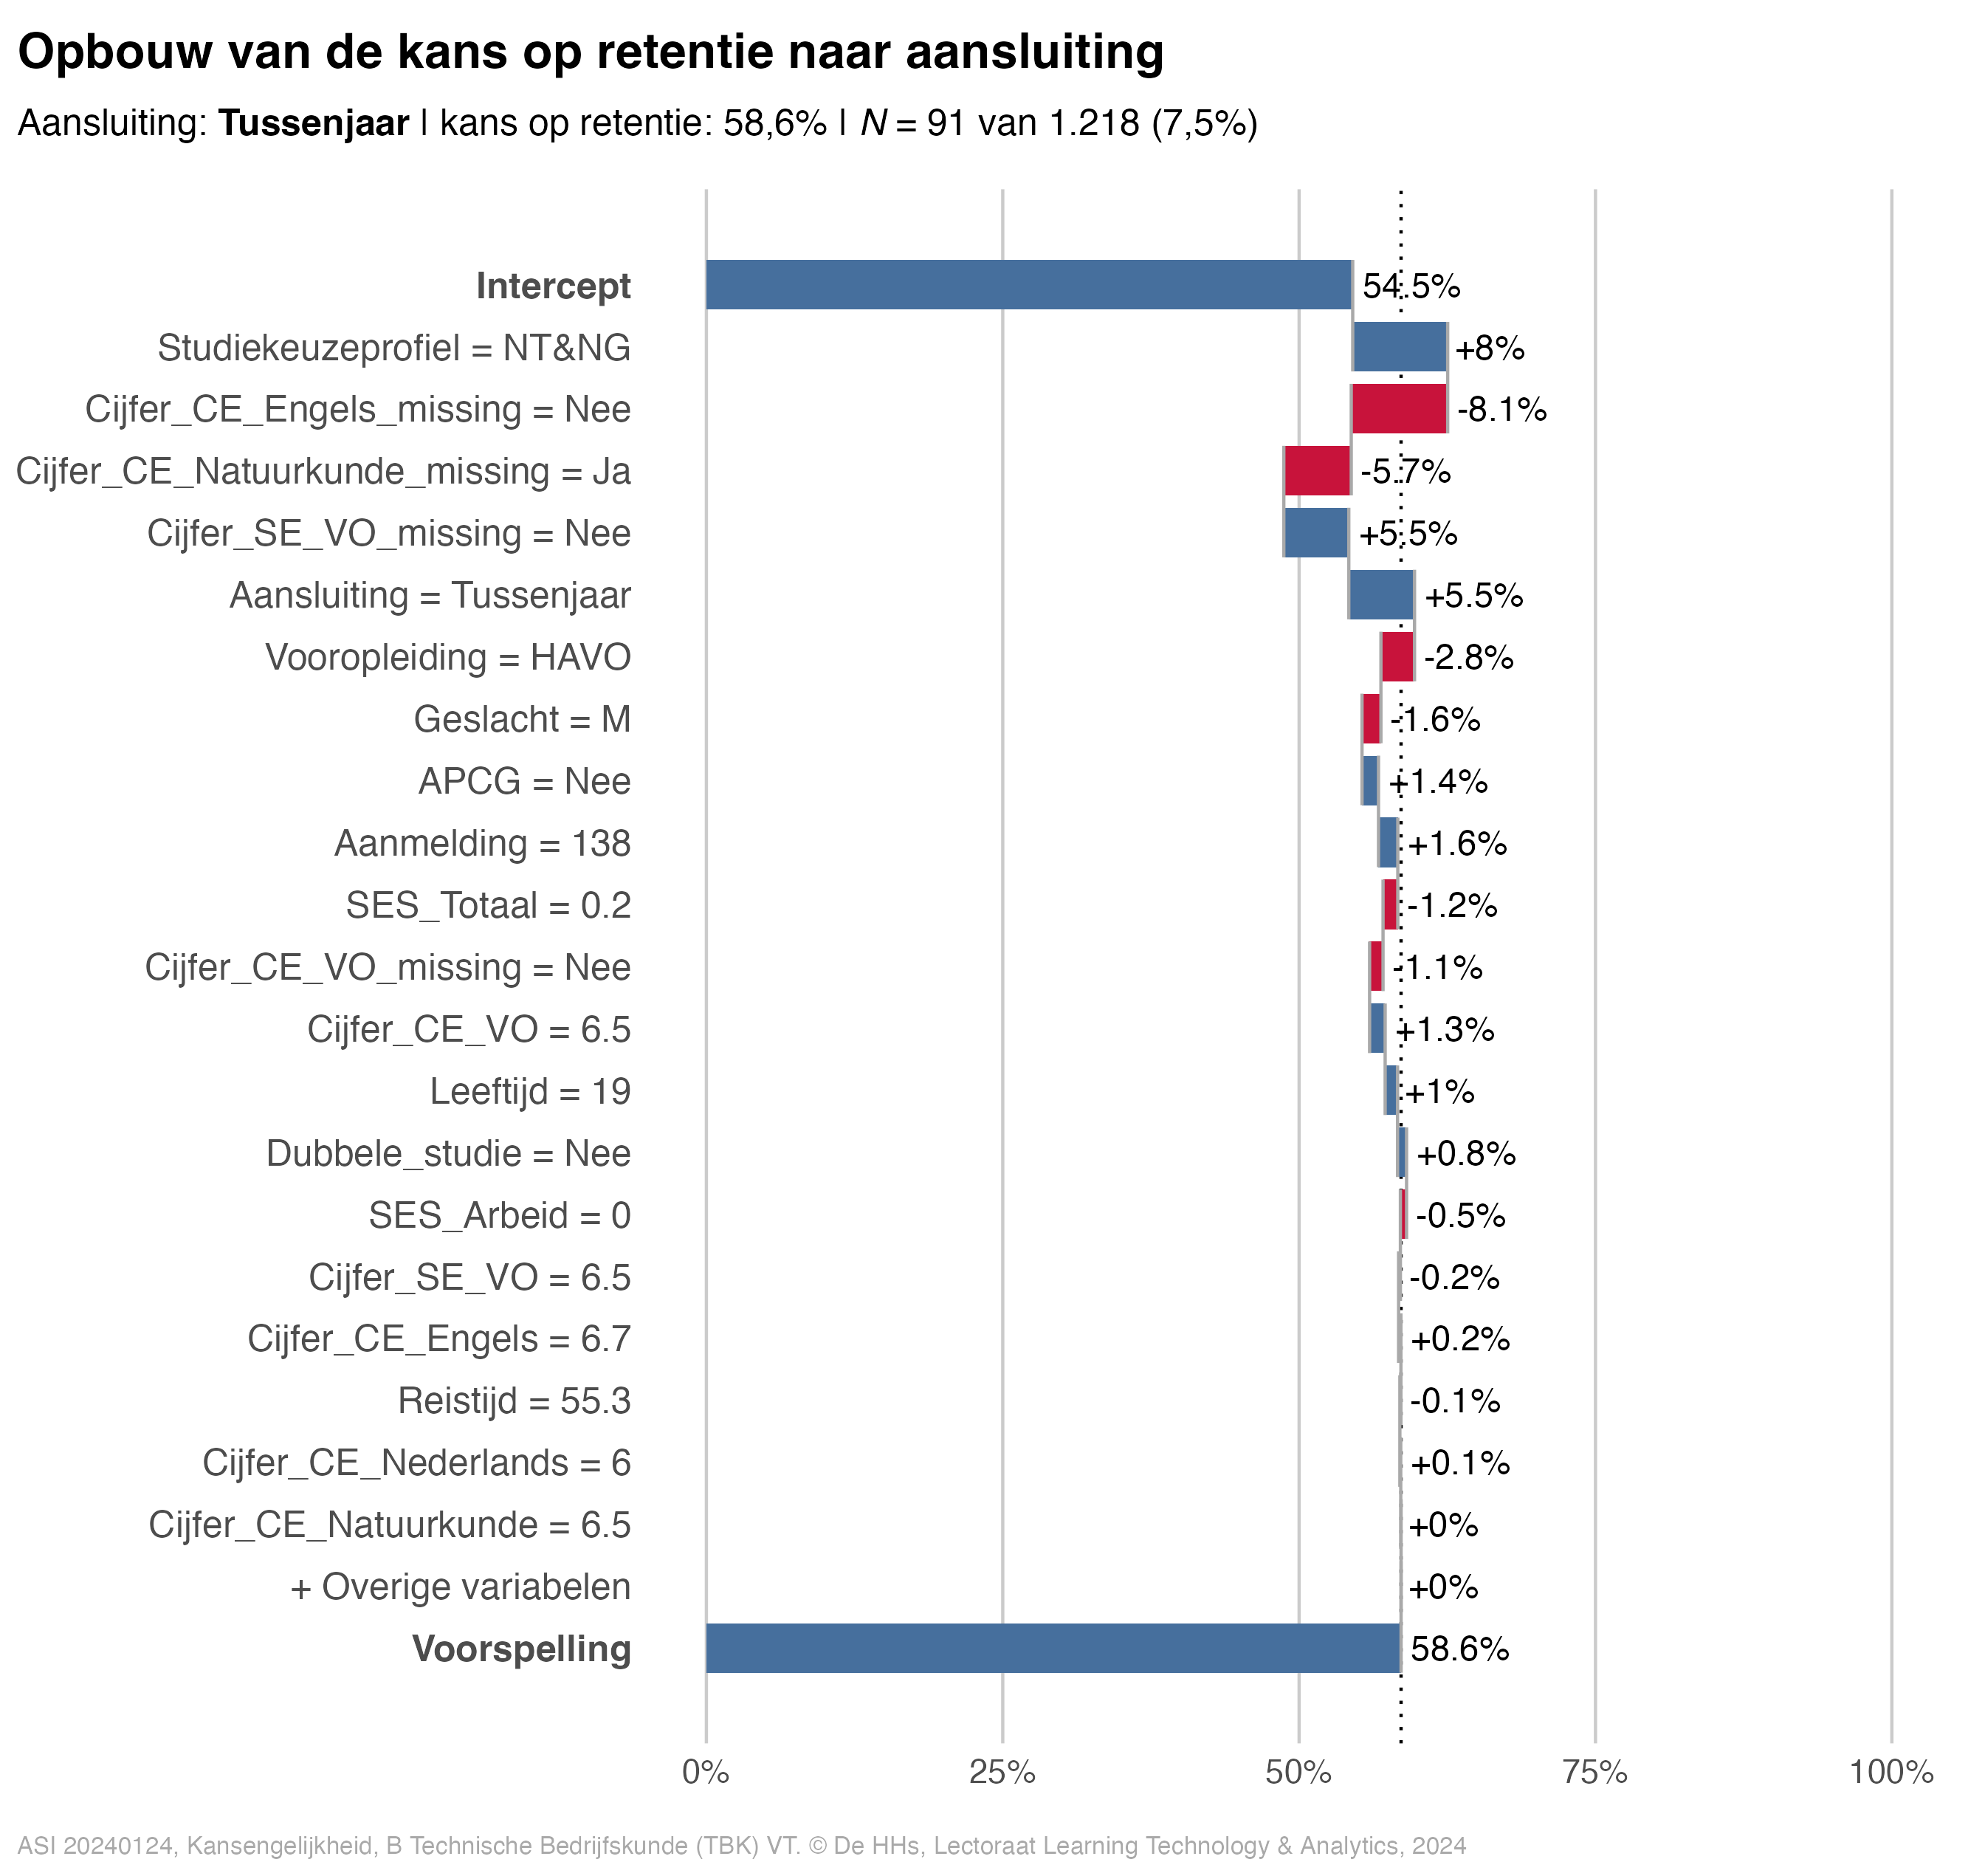 Opbouw van de kans op retentie naar aansluiting
Aansluiting: Tussenjaar | kans op retentie: 58,6% | N = 91 van 1.218 (7,5%)
Intercept 54.5%
Studiekeuzeprofiel = NT&NG +8%
Cijfer_CE_Engels_missing = Nee -8.1%
Cijfer_CE_Natuurkunde_missing = Ja -5.7%
Cijfer_SE_VO_missing = Nee +5.5%
Aansluiting = Tussenjaar +5.5%
Vooropleiding = HAVO -2.8%
Geslacht = M -1.6%
APCG = Nee +1.4%
Aanmelding = 138 +1.6%
SES_Totaal = 0.2 -1.2%
Cijfer_CE_VO_missing = Nee -1.1%
Cijfer_CE_VO = 6.5 +1.3%
Leeftijd = 19 +1%
Dubbele_studie = Nee +0.8%
SES_Arbeid = 0 -0.5%
Cijfer_SE_VO = 6.5 -0.2%
Cijfer_CE_Engels = 6.7 +0.2%
Reistijd = 55.3 -0.1%
Cijfer_CE_Nederlands = 6 +0.1%
Cijfer_CE_Natuurkunde = 6.5 +0%
+ Overige variabelen +0%
Voorspelling 58.6%
0% 25% 50% 75% 100%
ASI 20240124, Kansengelijkheid, B Technische Bedrijfskunde (TBK) VT. © De HHs, Lectoraat Learning Technology & Analytics, 2024